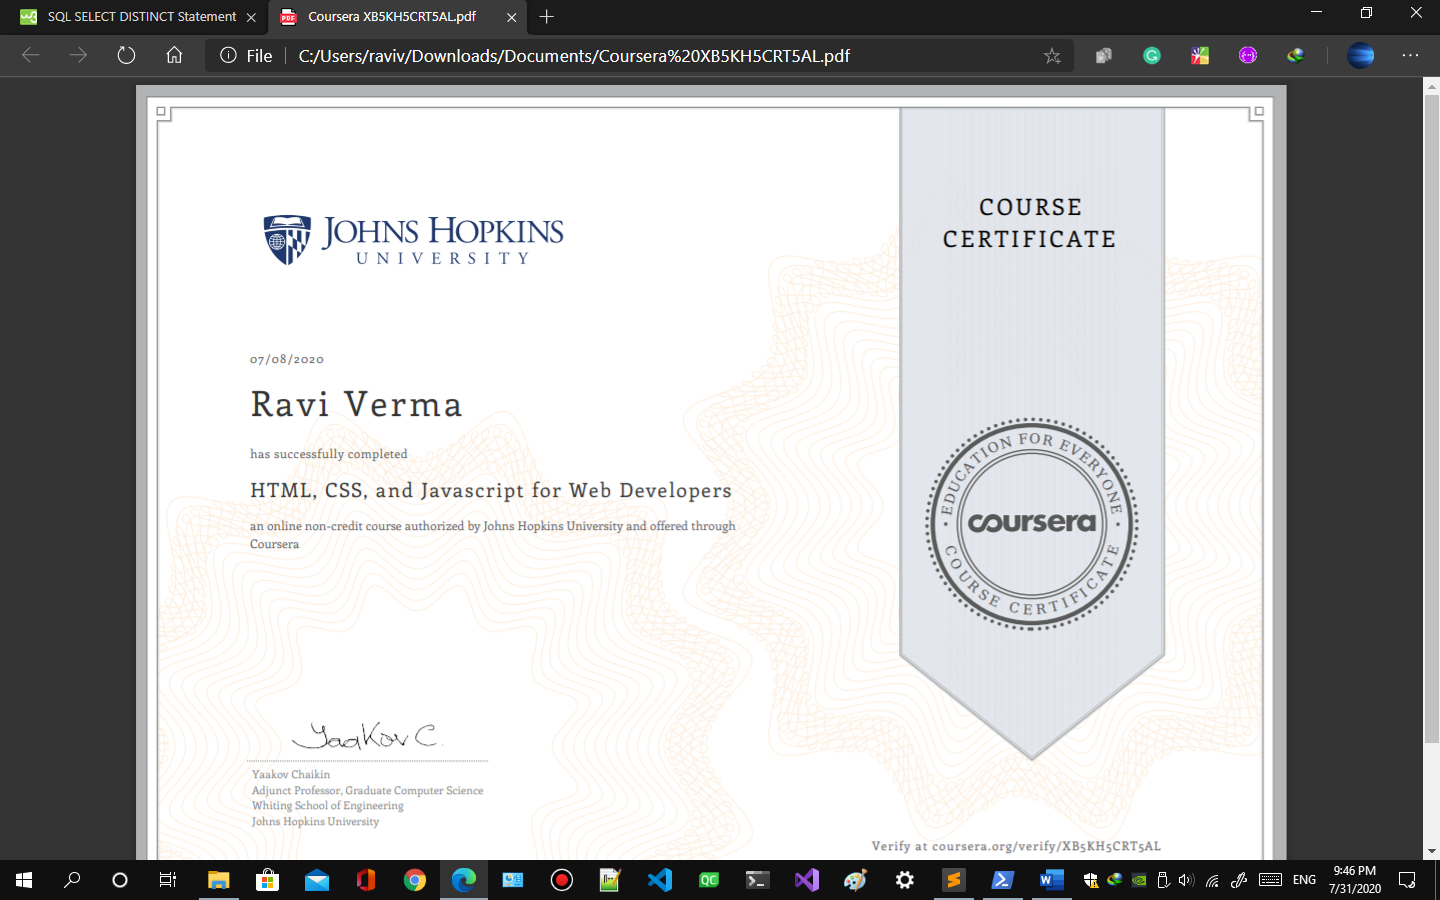 SQL SELECT DISTINCT Statement
Coursera XB5KH5CRT5AL.pdf
File
C:/Users/raviv/Downloads/Documents/Coursera%20XB5KH5CRT5AL.pdf
JOHNS HOPKINS
UNIVERSITY
COURSE
CERTIFICATE
07/08/2020
Ravi Verma
has successfully completed
HTML, CSS, and Javascript for Web Developers
an online non-credit course authorized by Johns Hopkins University and offered through
Coursera
EDUCATION FOR EVERYONE
coursera
COURSE CERTIFICATE
Yaakov C.
Yaakov Chaikin
Adjunct Professor, Graduate Computer Science
Whiting School of Engineering
Johns Hopkins University
Verify at coursera.org/verify/XB5KH5CRT5AL
QC
ENG
9:46 PM
7/31/2020